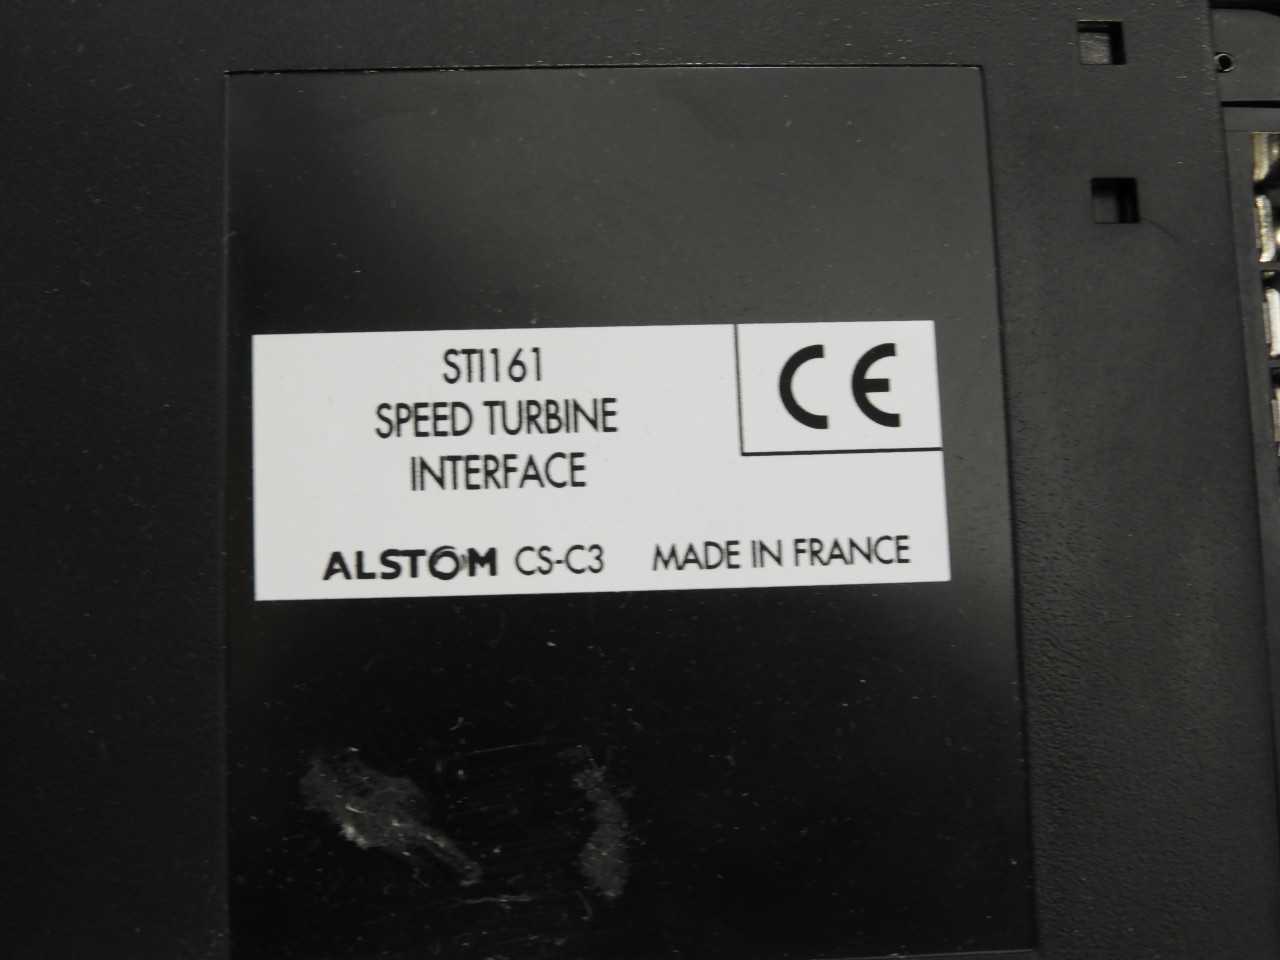 STI161
SPEED TURBINE
INTERFACE
CE
ALSTOM CS-C3 MADE IN FRANCE